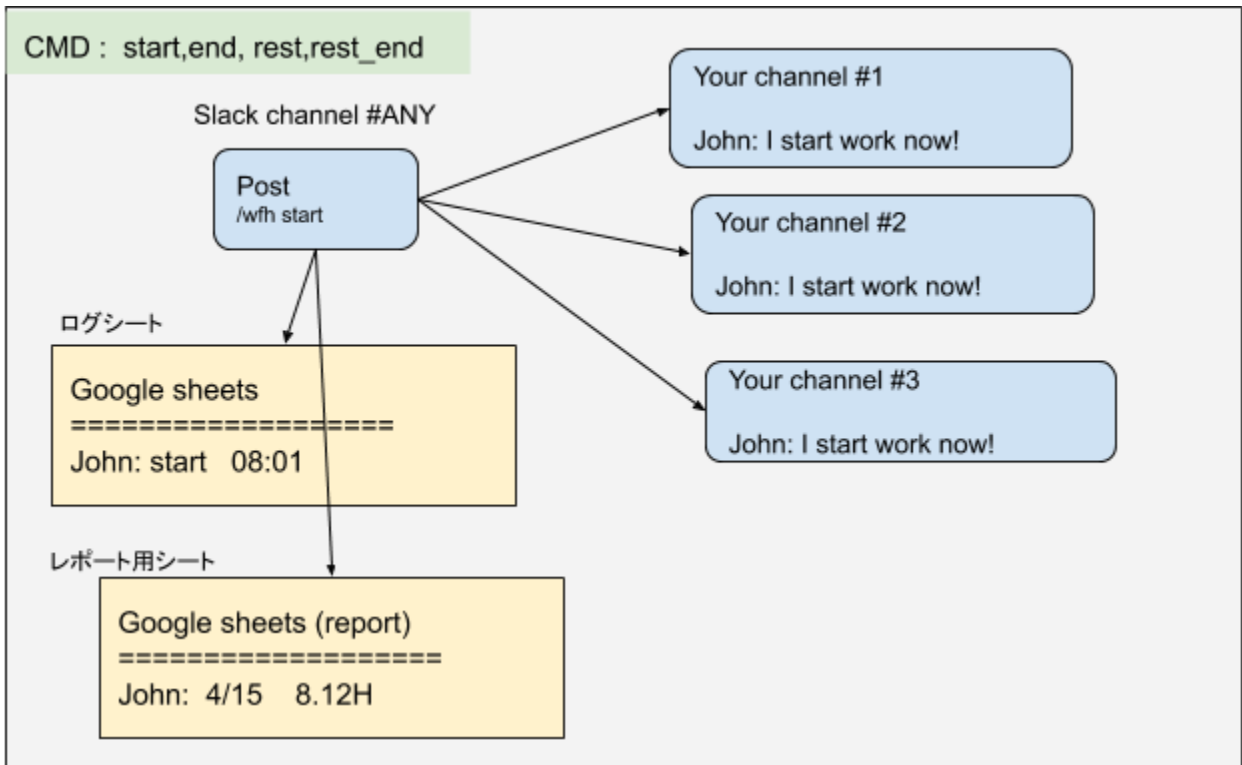 CMD : start,end, rest,rest_end
Slack channel #ANY
Post
/wfh start
Your channel #1
John: I start work now!
Your channel #2
John: I start work now!
Your channel #3
John: I start work now!
ログシート
Google sheets
===================
John: start 08:01
レポート用シート
Google sheets (report)
===================
John: 4/15 8.12H